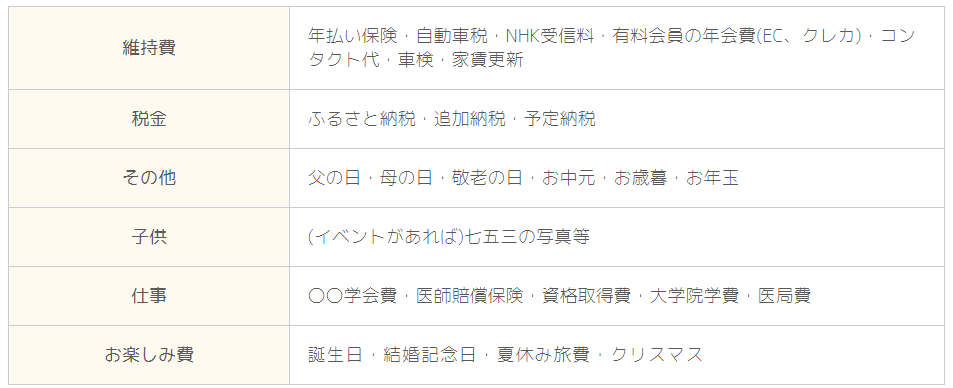 維持費
年払い保険・自動車税・NHK受信料・有料会員の年会費(EC、クレカ)・コン
タクト代・車検・家賃更新
税金
ふるさと納税・追加納税・予定納税
その他
父の日・母の日・敬老の日・お中元・お歳暮・お年玉
子供
(イベントがあれば)七五三の写真等
仕事
〇〇学会費・医師賠償保険・資格取得費・大学院学費・医局費
お楽しみ費
誕生日・結婚記念日・夏休み旅費・クリスマス